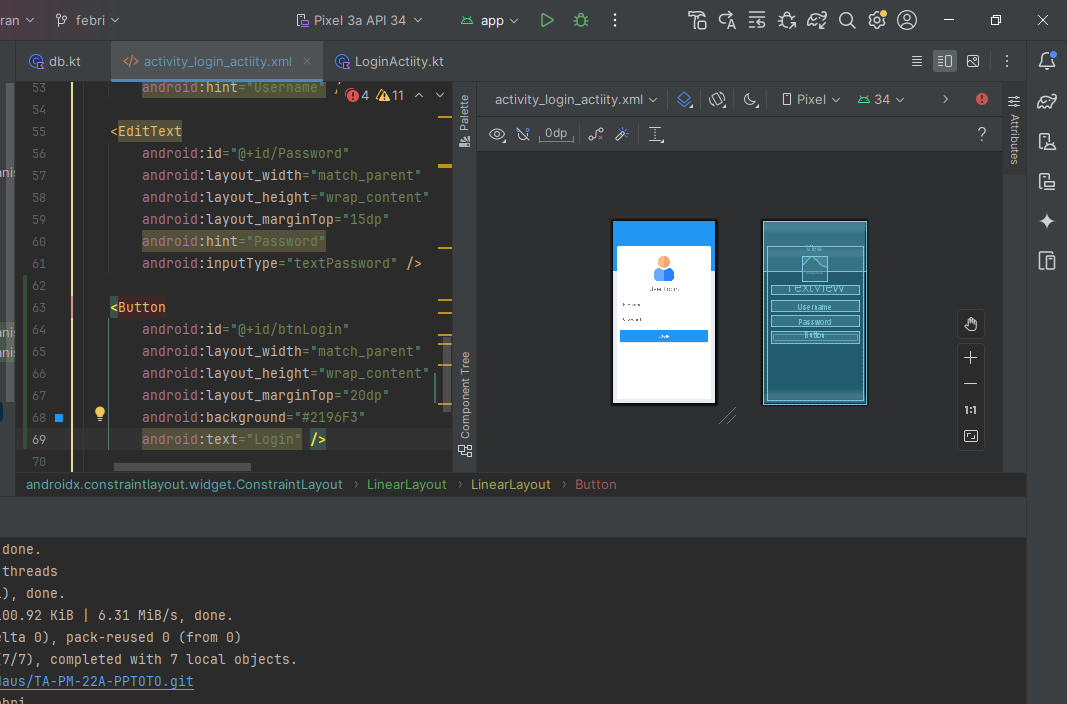 ran
febri
Pixel 3a API 34
app
db.kt
activity_login_actiity.xml
LoginActiity.kt
53 android:hint="Username"
4 11
54
55 <EditText
56 android:id="@+id/Password"
57 android:layout_width="match_parent"
58 android:layout_height="wrap_content"
59 android:layout_marginTop="15dp"
60 android:hint="Password"
61 android:inputType="textPassword" />
62
63 <Button
64 android:id="@+id/btnLogin"
65 android:layout_width="match_parent"
66 android:layout_height="wrap_content"
67 android:layout_marginTop="20dp"
68 android:background="#2196F3"
69 android:text="Login" />
70
Palette
Component Tree
activity_login_actiity.xml
Pixel
34
0dp
?
Attributes
View
TextView
Username
Password
Button
1:1
androidx.constraintlayout.widget.ConstraintLayout > LinearLayout > LinearLayout > Button
done.
threads
), done.
100.92 KiB | 6.31 MiB/s, done.
elta 0), pack-reused 0 (from 0)
(7/7), completed with 7 local objects.
laus/TA-PM-22A-PPTOTO.git